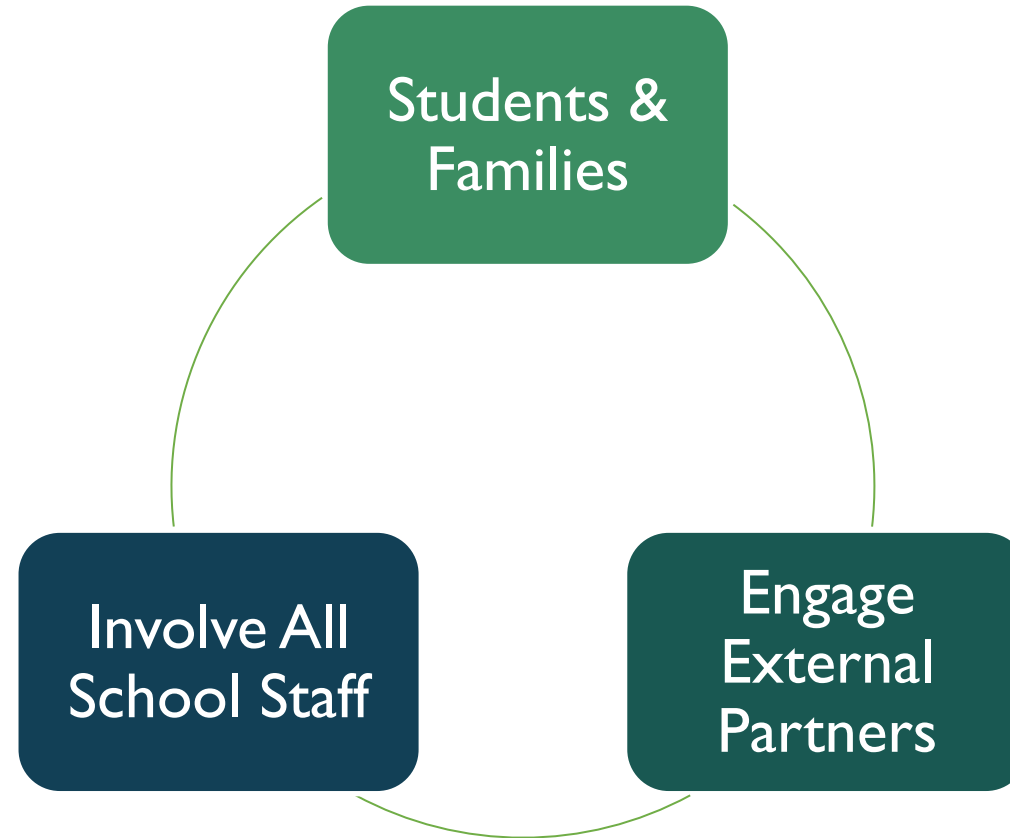 Students &
Families
Involve All
School Staff
Engage
External
Partners